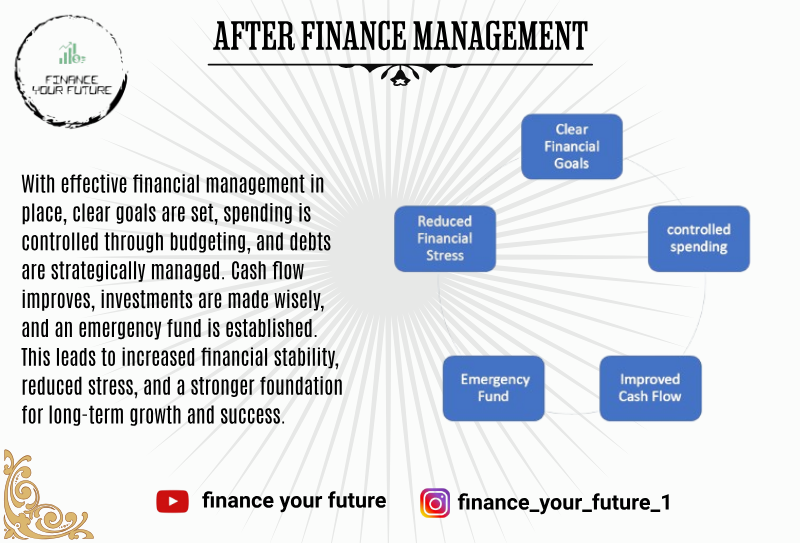 FINANCE
YOUR FUTURE
AFTER FINANCE MANAGEMENT
With effective financial management in
place, clear goals are set, spending is
controlled through budgeting, and debts
are strategically managed. Cash flow
improves, investments are made wisely,
and an emergency fund is established.
This leads to increased financial stability,
reduced stress, and a stronger foundation
for long-term growth and success.
Clear
Financial
Goals
controlled
spending
Improved
Cash Flow
Emergency
Fund
Reduced
Financial
Stress
finance your future
finance_your_future_1